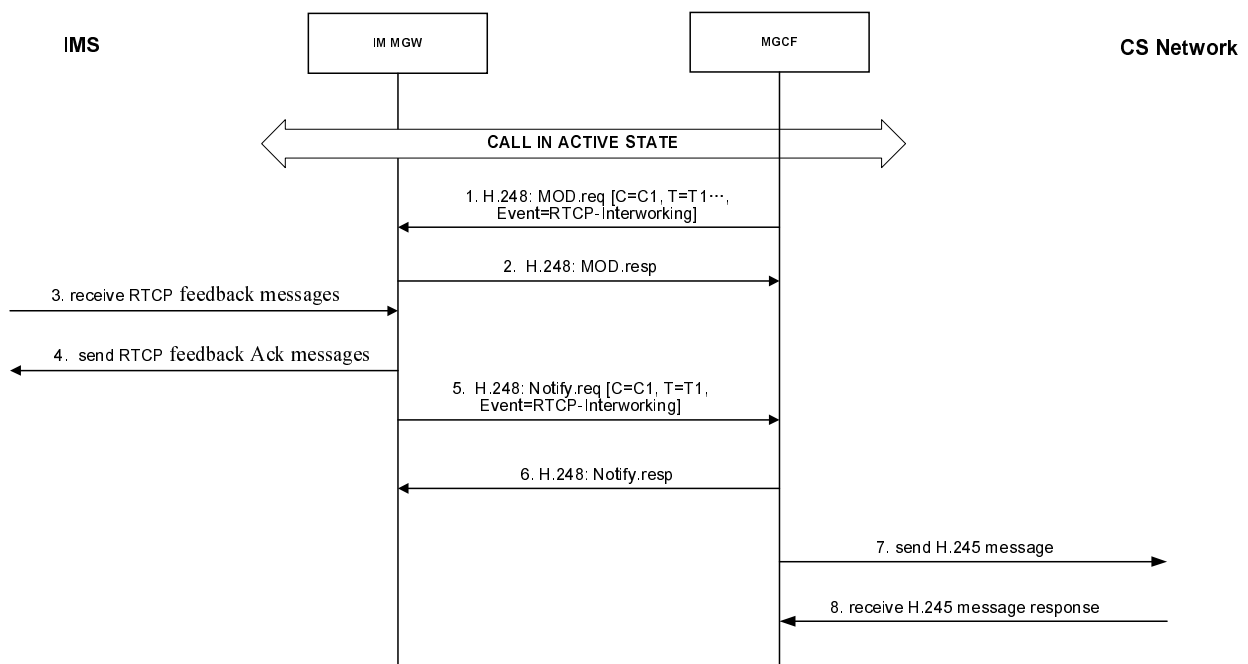 IMS
IM MGW
MGCF
CS Network
CALL IN ACTIVE STATE
1. H.248: MOD.req [C=C1, T=T1…,
Event=RTCP-Interworking]
2. H.248: MOD.resp
3. receive RTCP feedback messages
4. send RTCP feedback Ack messages
5. H.248: Notify.req [C=C1, T=T1,
Event=RTCP-Interworking]
6. H.248: Notify.resp
7. send H.245 message
8. receive H.245 message response